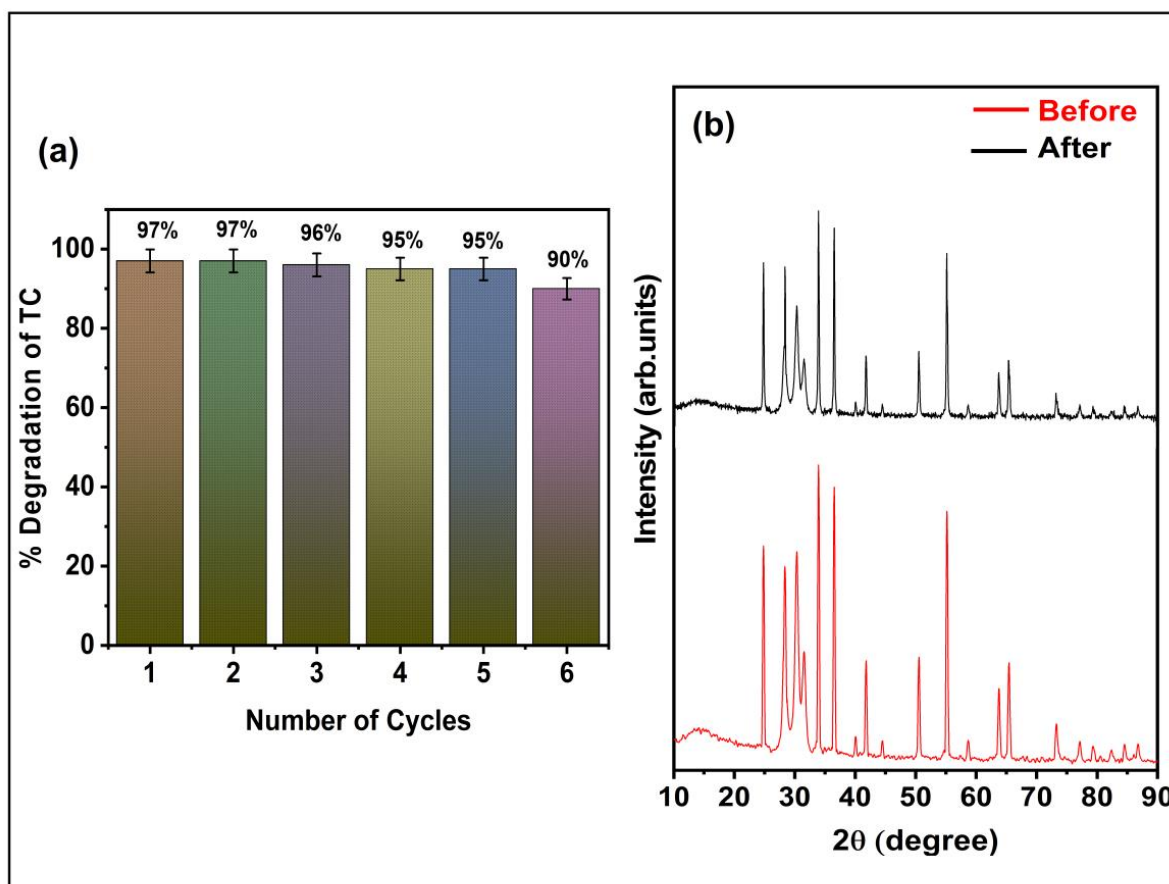 (a)
97%
97%
96%
95%
95%
90%
100
80
60
40
20
0
% Degradation of TC
1 2 3 4 5 6
Number of Cycles
(b)
Before
After
Intensity (arb.units)
10 20 30 40 50 60 70 80 90
2θ (degree)